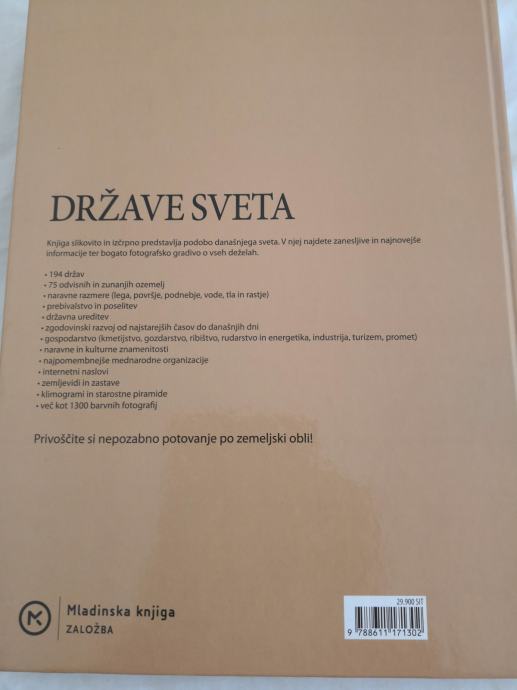 DRŽAVE SVETA
Knjiga slikovito in izčrpno predstavlja podobo današnjega sveta. V njej najdete zanesljive in najnovejše
informacije ter bogato fotografsko gradivo o vseh deželah.
• 194 držav
• 75 odvisnih in zunanjih ozemelj
• naravne razmere (lega, površje, podnebje, vode, tla in rastje)
• prebivalstvo in poselitev
• državna ureditev
• zgodovinski razvoj od najstarejših časov do današnjih dni
• gospodarstvo (kmetijstvo, gozdarstvo, ribištvo, rudarstvo in energetika, industrija, turizem, promet)
• naravne in kulturne znamenitosti
• najpomembnejše mednarodne organizacije
• internetni naslovi
• zemljevidi in zastave
• klimogrami in starostne piramide
• več kot 1300 barvnih fotografij
Privoščite si nepozabno potovanje po zemeljski obli!
Mladinska knjiga
ZALOŽBA
29.900 SIT
9 788611 171302